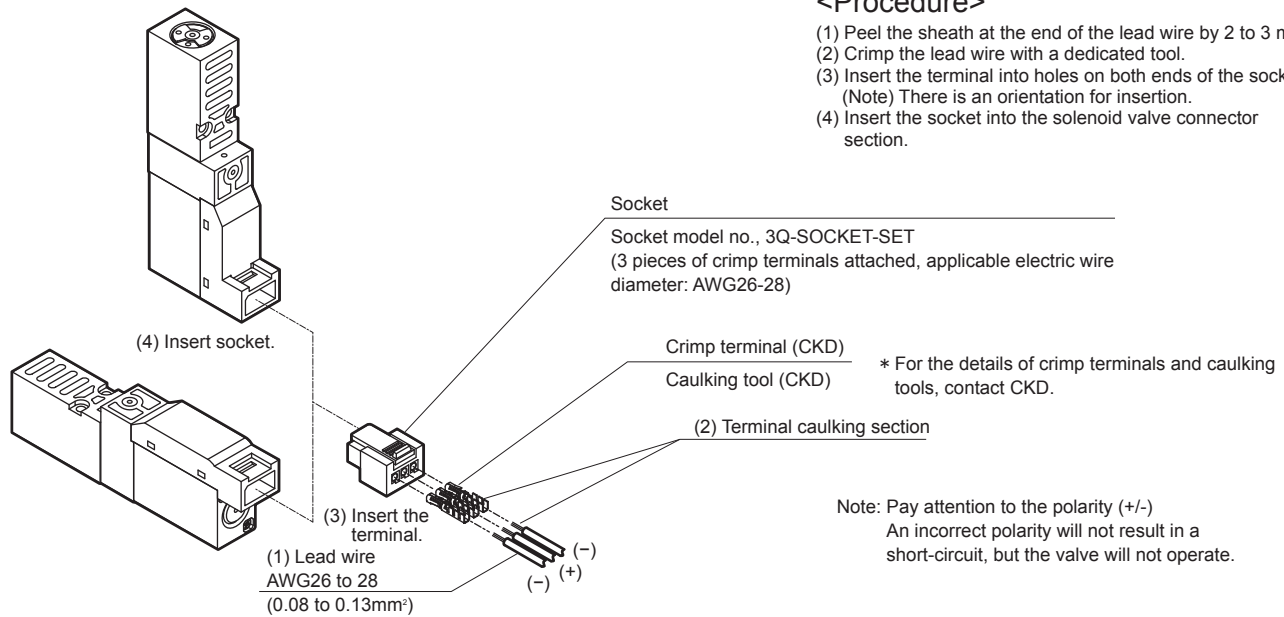 <Procedure>
(1) Peel the sheath at the end of the lead wire by 2 to 3
(2) Crimp the lead wire with a dedicated tool.
(3) Insert the terminal into holes on both ends of the
(Note) There is an orientation for insertion.
(4) Insert the socket into the solenoid valve connector
section.
Socket
Socket model no., 3Q-SOCKET-SET
(3 pieces of crimp terminals attached, applicable electric wire
diameter: AWG26-28)
(4) Insert socket.
Crimp terminal (CKD)
Caulking tool (CKD)
* For the details of crimp terminals and caulking
tools, contact CKD.
(2) Terminal caulking section
(3) Insert the
terminal.
(1) Lead wire
AWG26 to 28
(0.08 to 0.13mm²)
(−)
(+)
(−)
Note: Pay attention to the polarity (+/-)
An incorrect polarity will not result in a
short-circuit, but the valve will not operate.